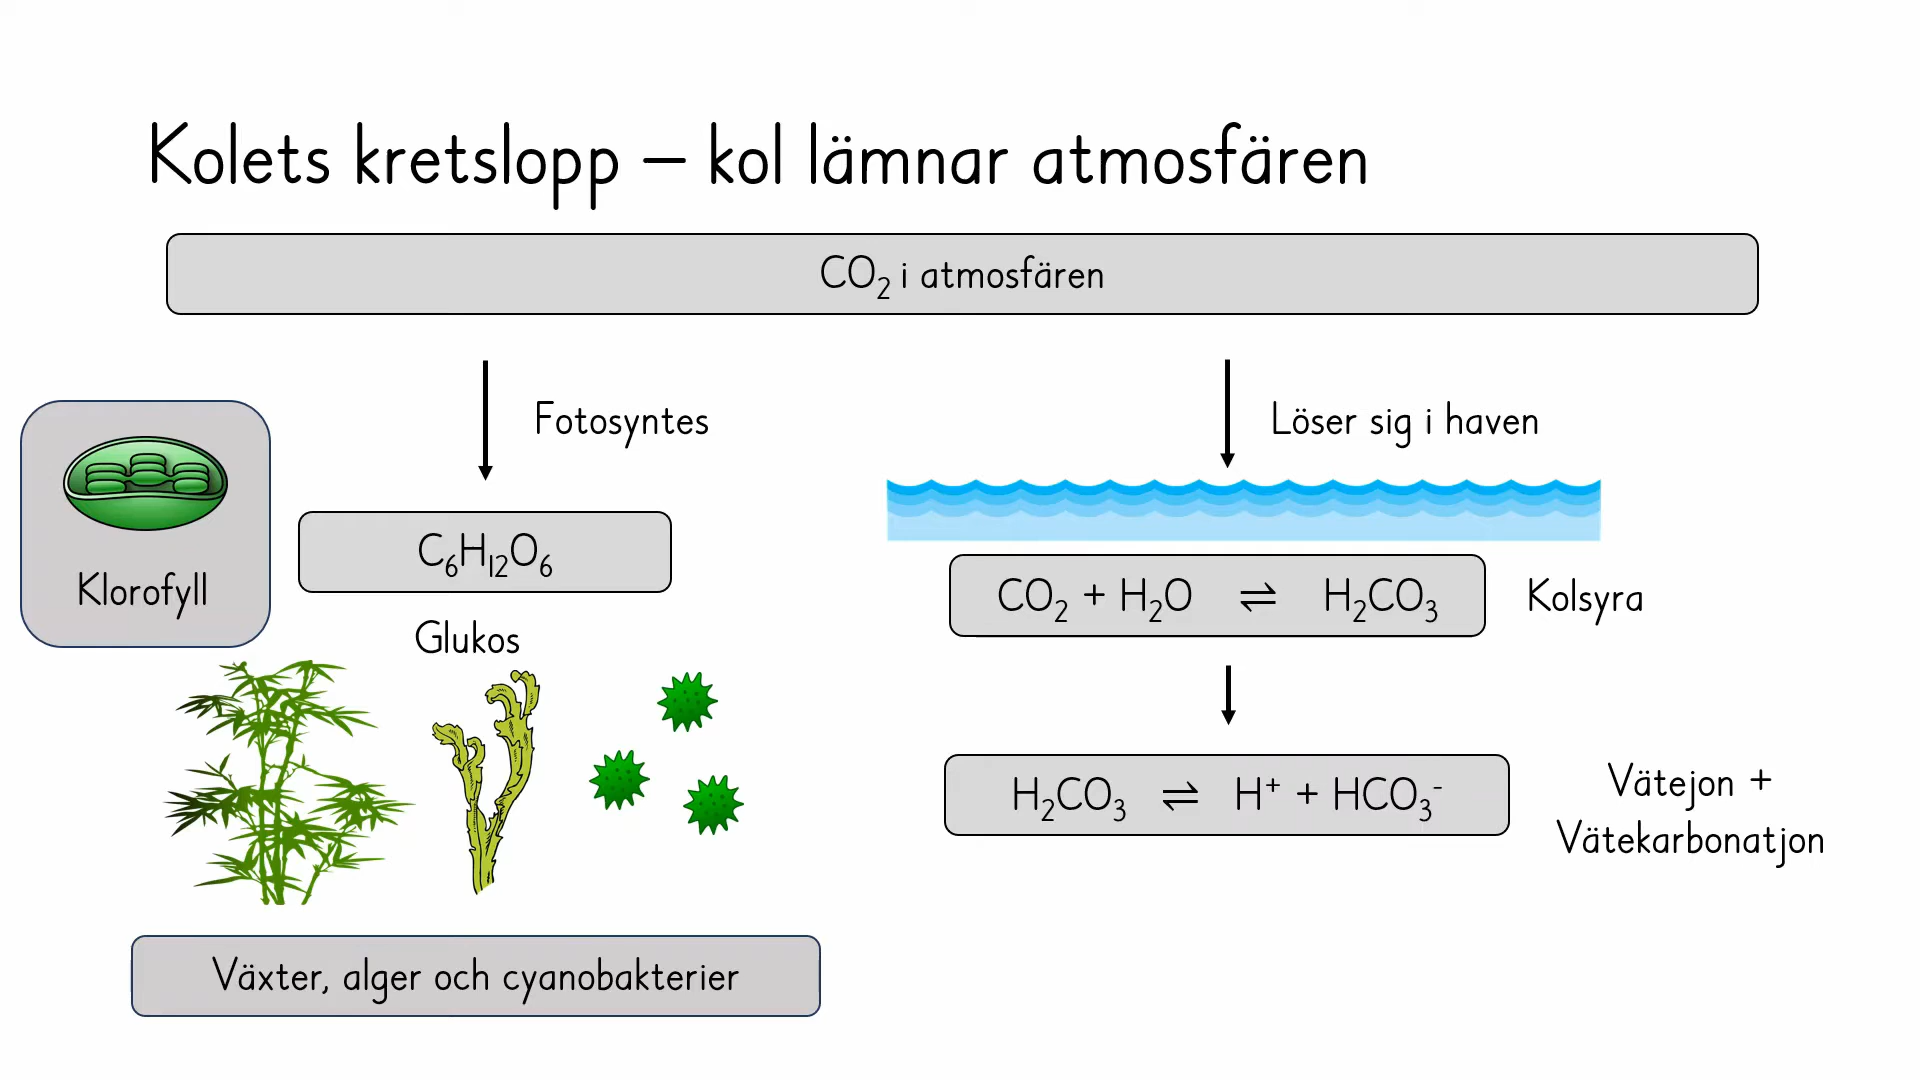 Kolets kretslopp – kol lämnar atmosfären
CO₂ i atmosfären
Fotosyntes
Löser sig i haven
Klorofyll
C₆H₁₂O₆
Glukos
CO₂ + H₂O ⇌ H₂CO₃
Kolsyra
H₂CO₃ ⇌ H⁺ + HCO₃⁻
Vätejon +
Vätekarbonatjon
Växter, alger och cyanobakterier